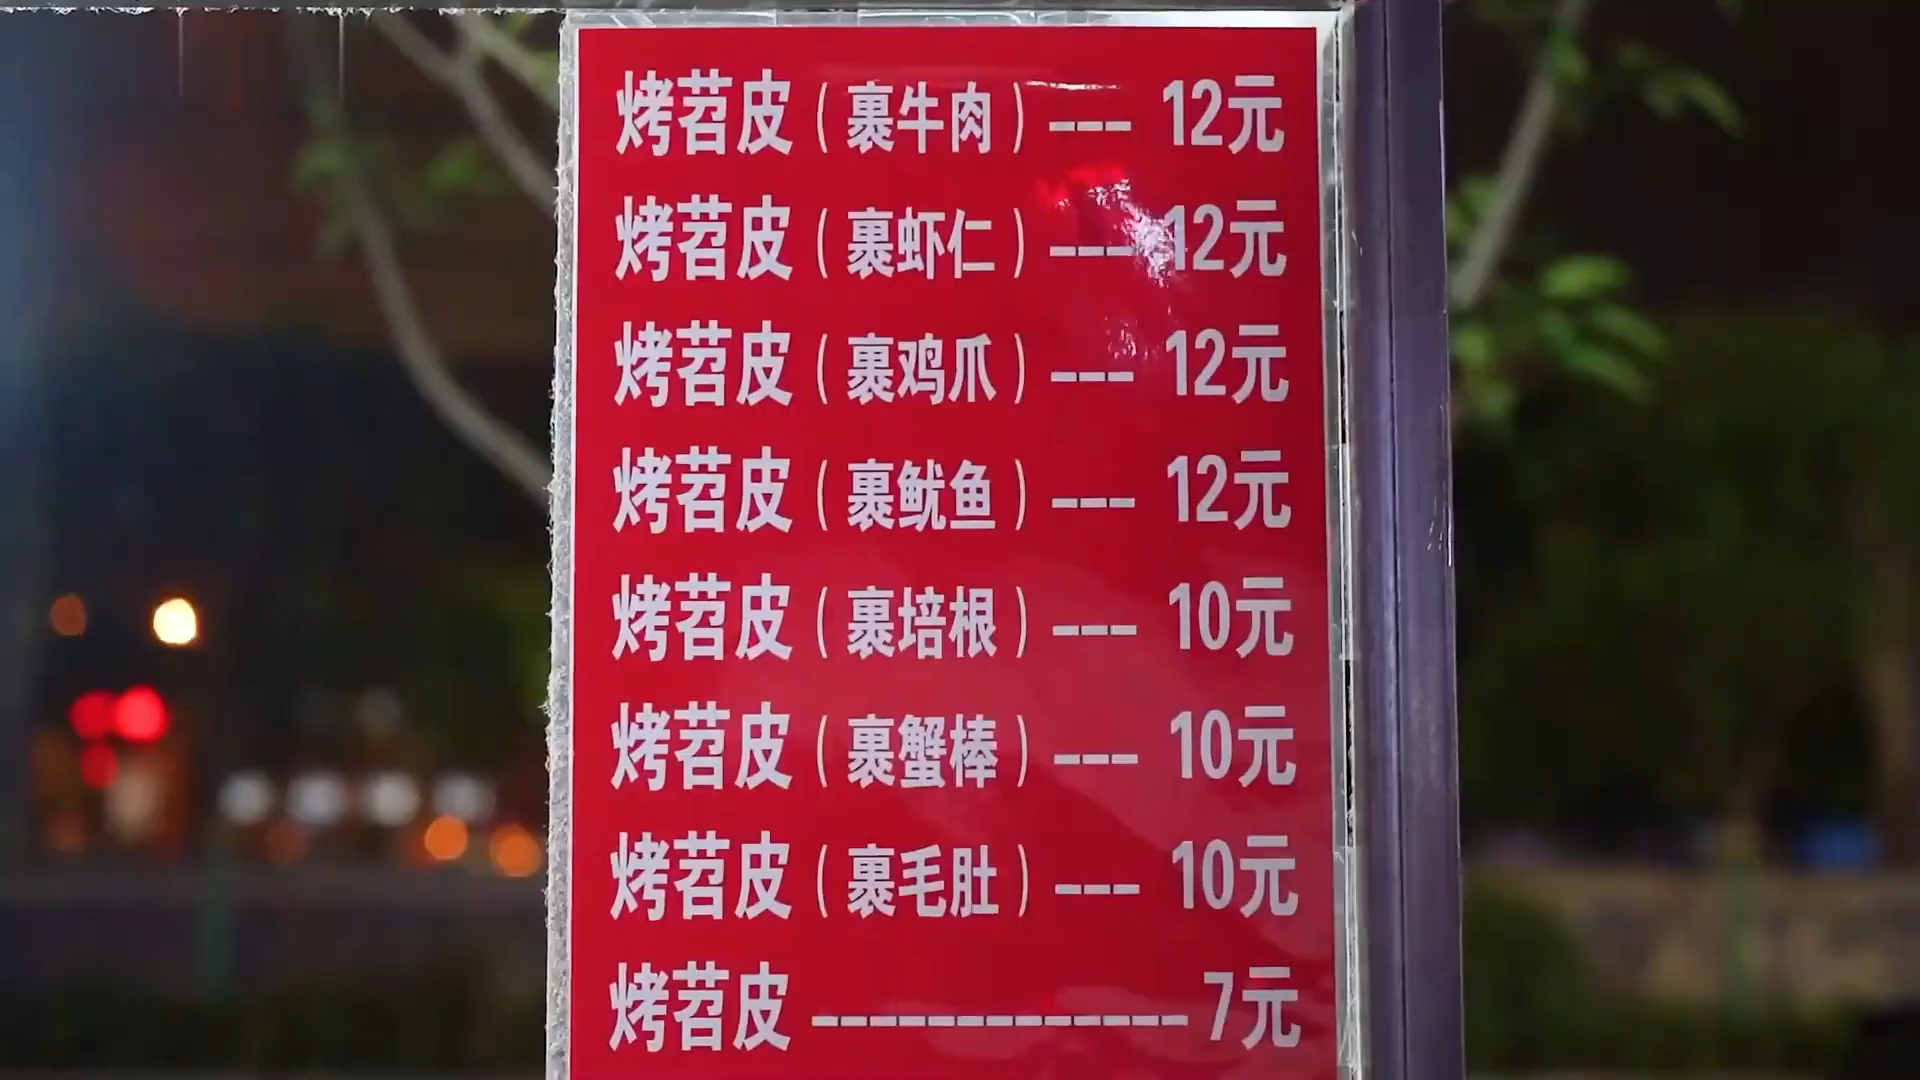 烤苕皮（裹牛肉）--- 12元
烤苕皮（裹虾仁）--- 12元
烤苕皮（裹鸡爪）--- 12元
烤苕皮（裹鱿鱼）--- 12元
烤苕皮（裹培根）--- 10元
烤苕皮（裹蟹棒）--- 10元
烤苕皮（裹毛肚）--- 10元
烤苕皮------------- 7元